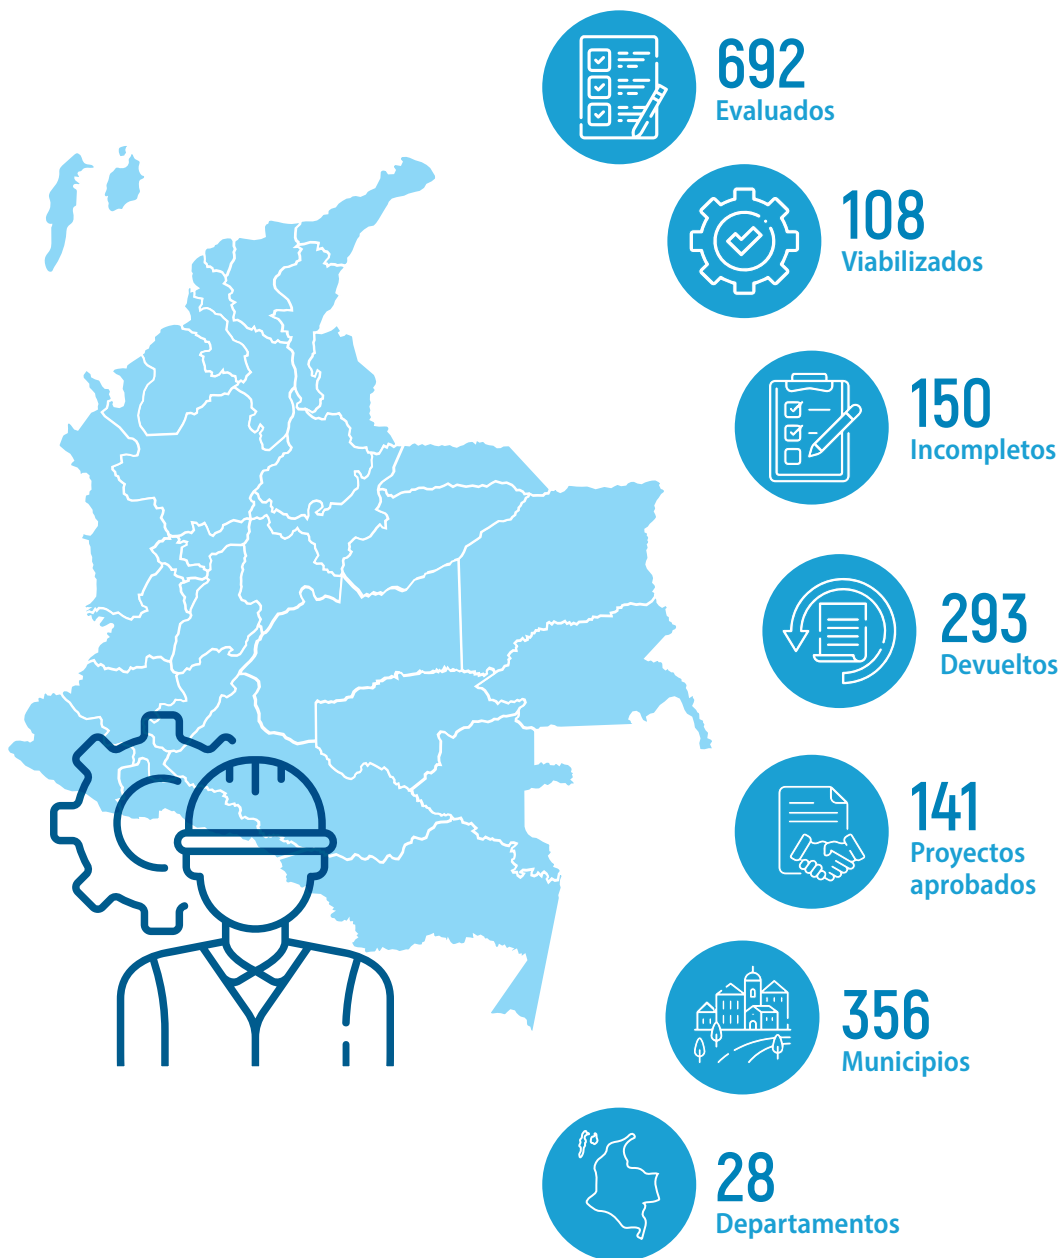 692
Evaluados
108
Viabilizados
150
Incompletos
293
Devueltos
141
Proyectos
aprobados
356
Municipios
28
Departamentos